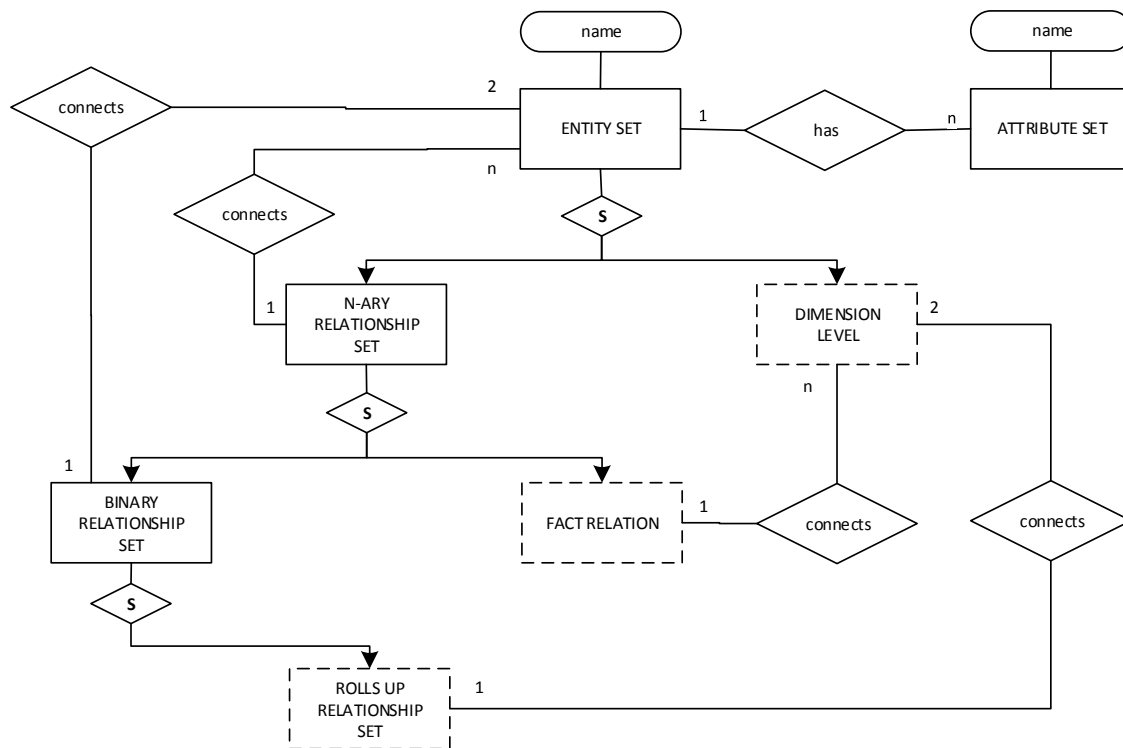 name
name
connects
2
ENTITY SET
1
has
n
ATTRIBUTE SET
n
connects
S
1
N-ARY
RELATIONSHIP
SET
DIMENSION
LEVEL
2
n
S
1
BINARY
RELATIONSHIP
SET
FACT RELATION
1
connects
connects
S
ROLLS UP
RELATIONSHIP
SET
1